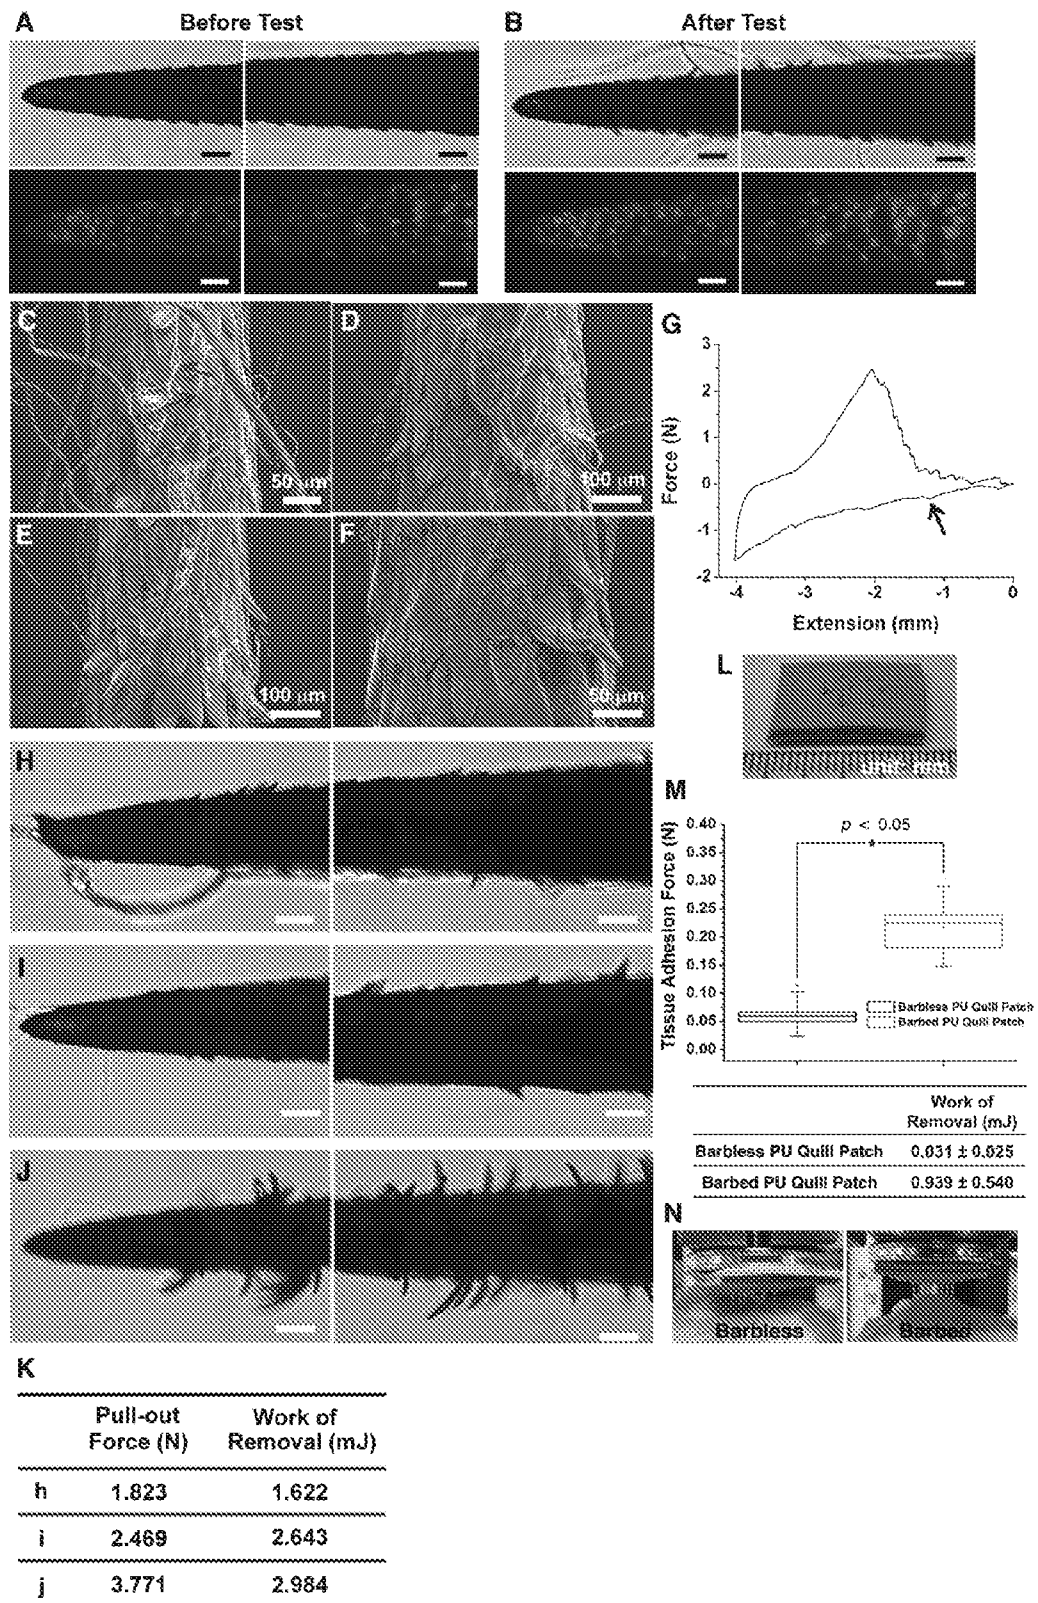 A
Before Test
B
After Test
C
50 μm
D
100 μm
E
100 μm
F
50 μm
G
Force (N)
3
2
1
0
-1
-2
-4
-3
-2
-1
0
Extension (mm)
H
I
J
L
unit: mm
M
Tissue Adhesion Force (N)
0.40
0.35
0.30
0.25
0.20
0.15
0.10
0.05
0.00
p < 0.05
Barbless PU Quill Patch
Barbed PU Quill Patch
Work of
Removal (mJ)
Barbless PU Quill Patch 0.031 ± 0.025
Barbed PU Quill Patch 0.939 ± 0.540
N
Barbless
Barbed
K
Pull-out Work of
Force (N) Removal (mJ)
h 1.823 1.622
i 2.469 2.643
j 3.771 2.984